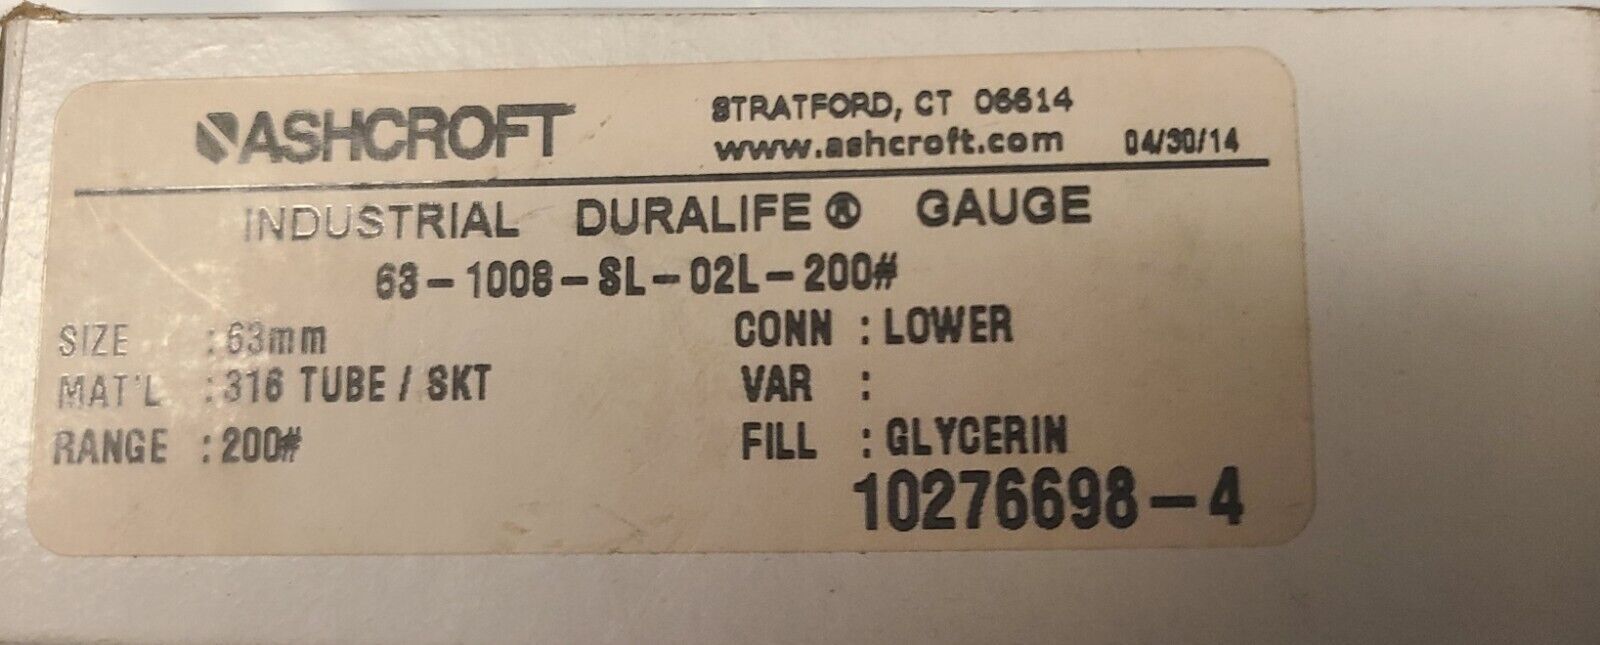 ASHCROFT
STRATFORD, CT 06614
www.ashcroft.com 04/30/14
INDUSTRIAL DURALIFE® GAUGE
63-1008-SL-02L-200#
SIZE : 63mm
CONN : LOWER
MAT'L : 316 TUBE / SKT
VAR :
RANGE : 200#
FILL : GLYCERIN
10276698-4